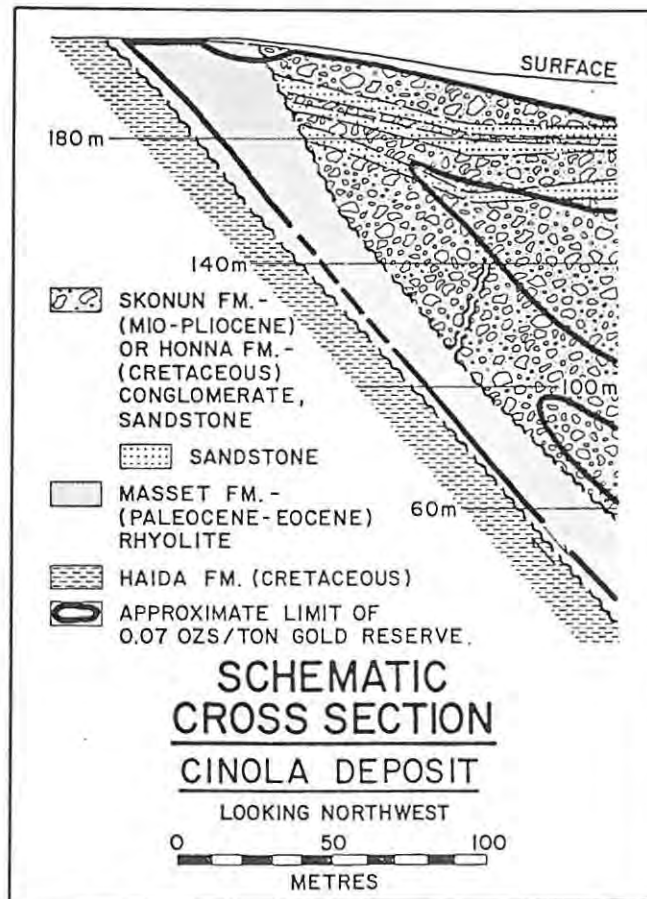 SURFACE
180 m
140m
100m
60m
SKONUN FM.-
(MIO-PLIOCENE)
OR HONNA FM.-
(CRETACEOUS)
CONGLOMERATE,
SANDSTONE
SANDSTONE
MASSET FM.-
(PALEOCENE-EOCENE)
RHYOLITE
HAIDA FM. (CRETACEOUS)
APPROXIMATE LIMIT OF
0.07 OZS/TON GOLD RESERVE.
SCHEMATIC
CROSS SECTION
CINOLA DEPOSIT
LOOKING NORTHWEST
0 50 100
METRES